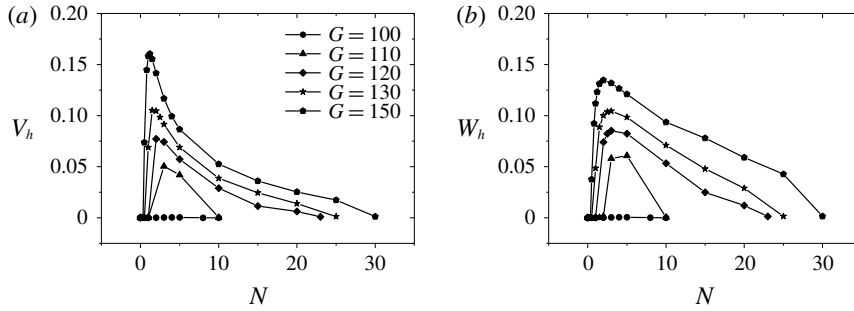 (a)
0.20
0.15
0.10
0.05
0
V_h
0 10 20 30
N
G = 100
G = 110
G = 120
G = 130
G = 150
(b)
0.20
0.15
0.10
0.05
0
W_h
0 10 20 30
N